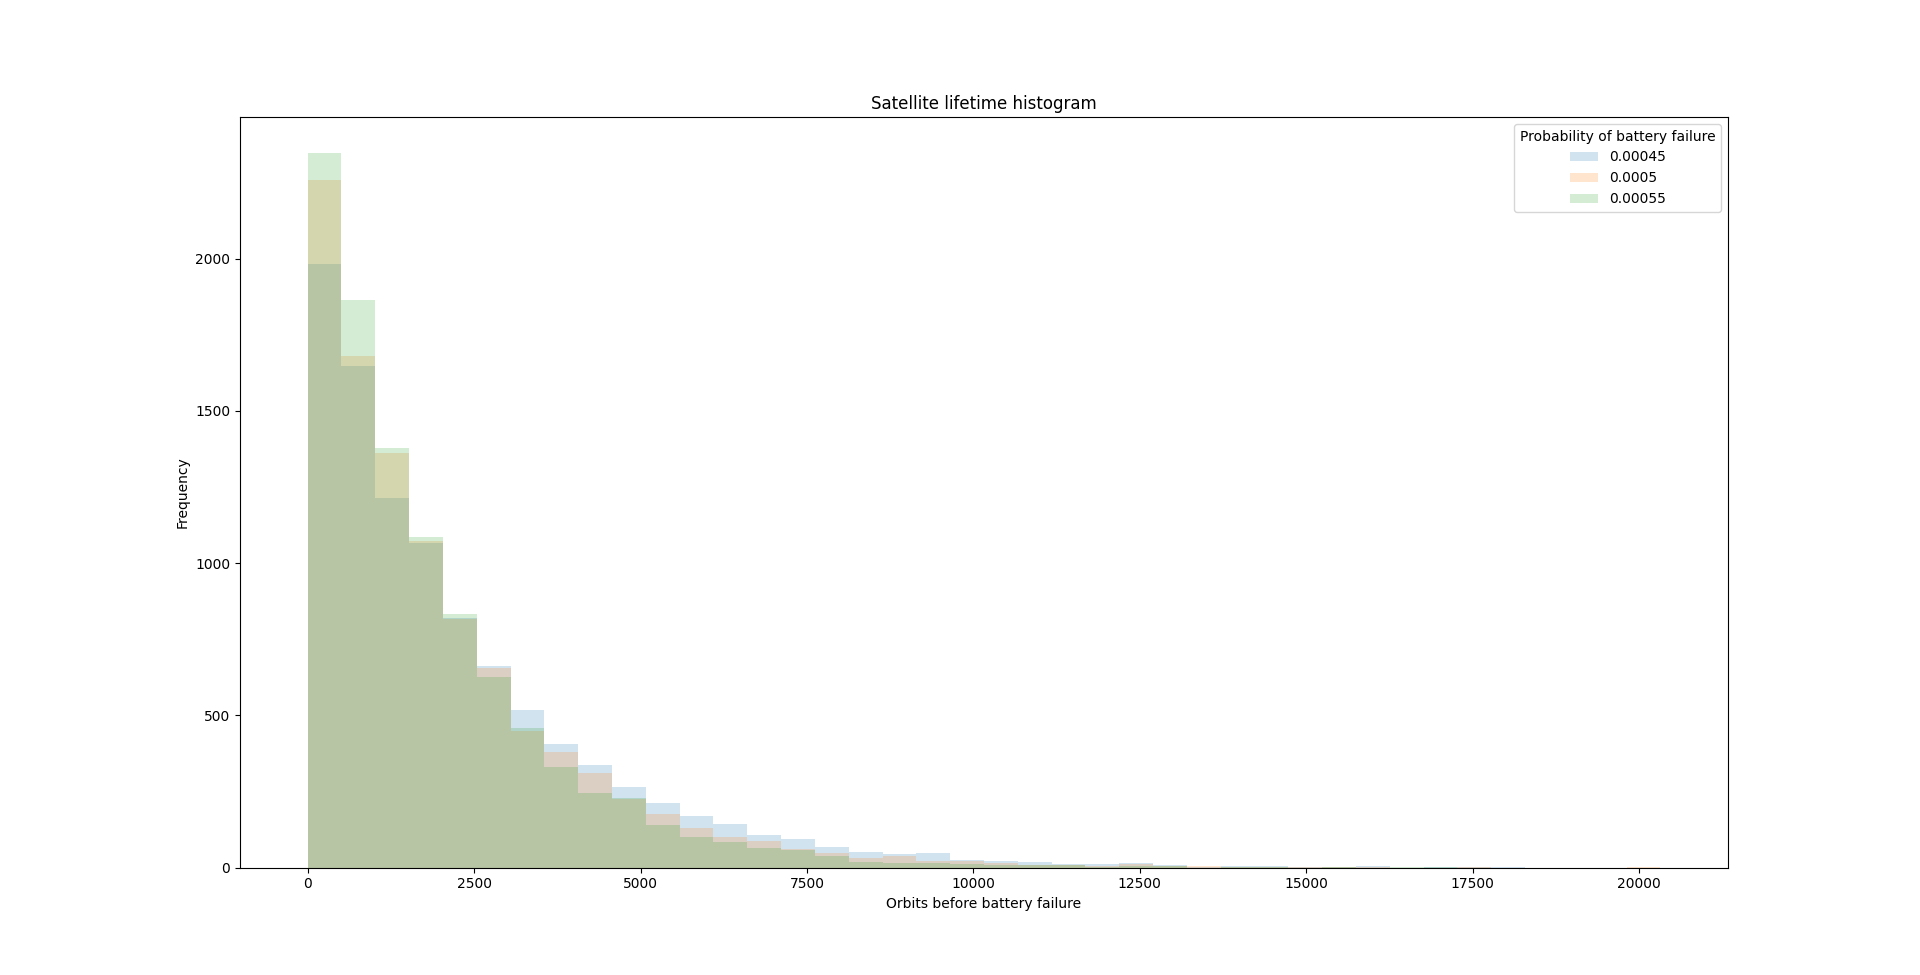 Satellite lifetime histogram
Probability of battery failure
0.00045
0.0005
0.00055
2000
1500
1000
500
0
Frequency
0 2500 5000 7500 10000 12500 15000 17500 20000
Orbits before battery failure